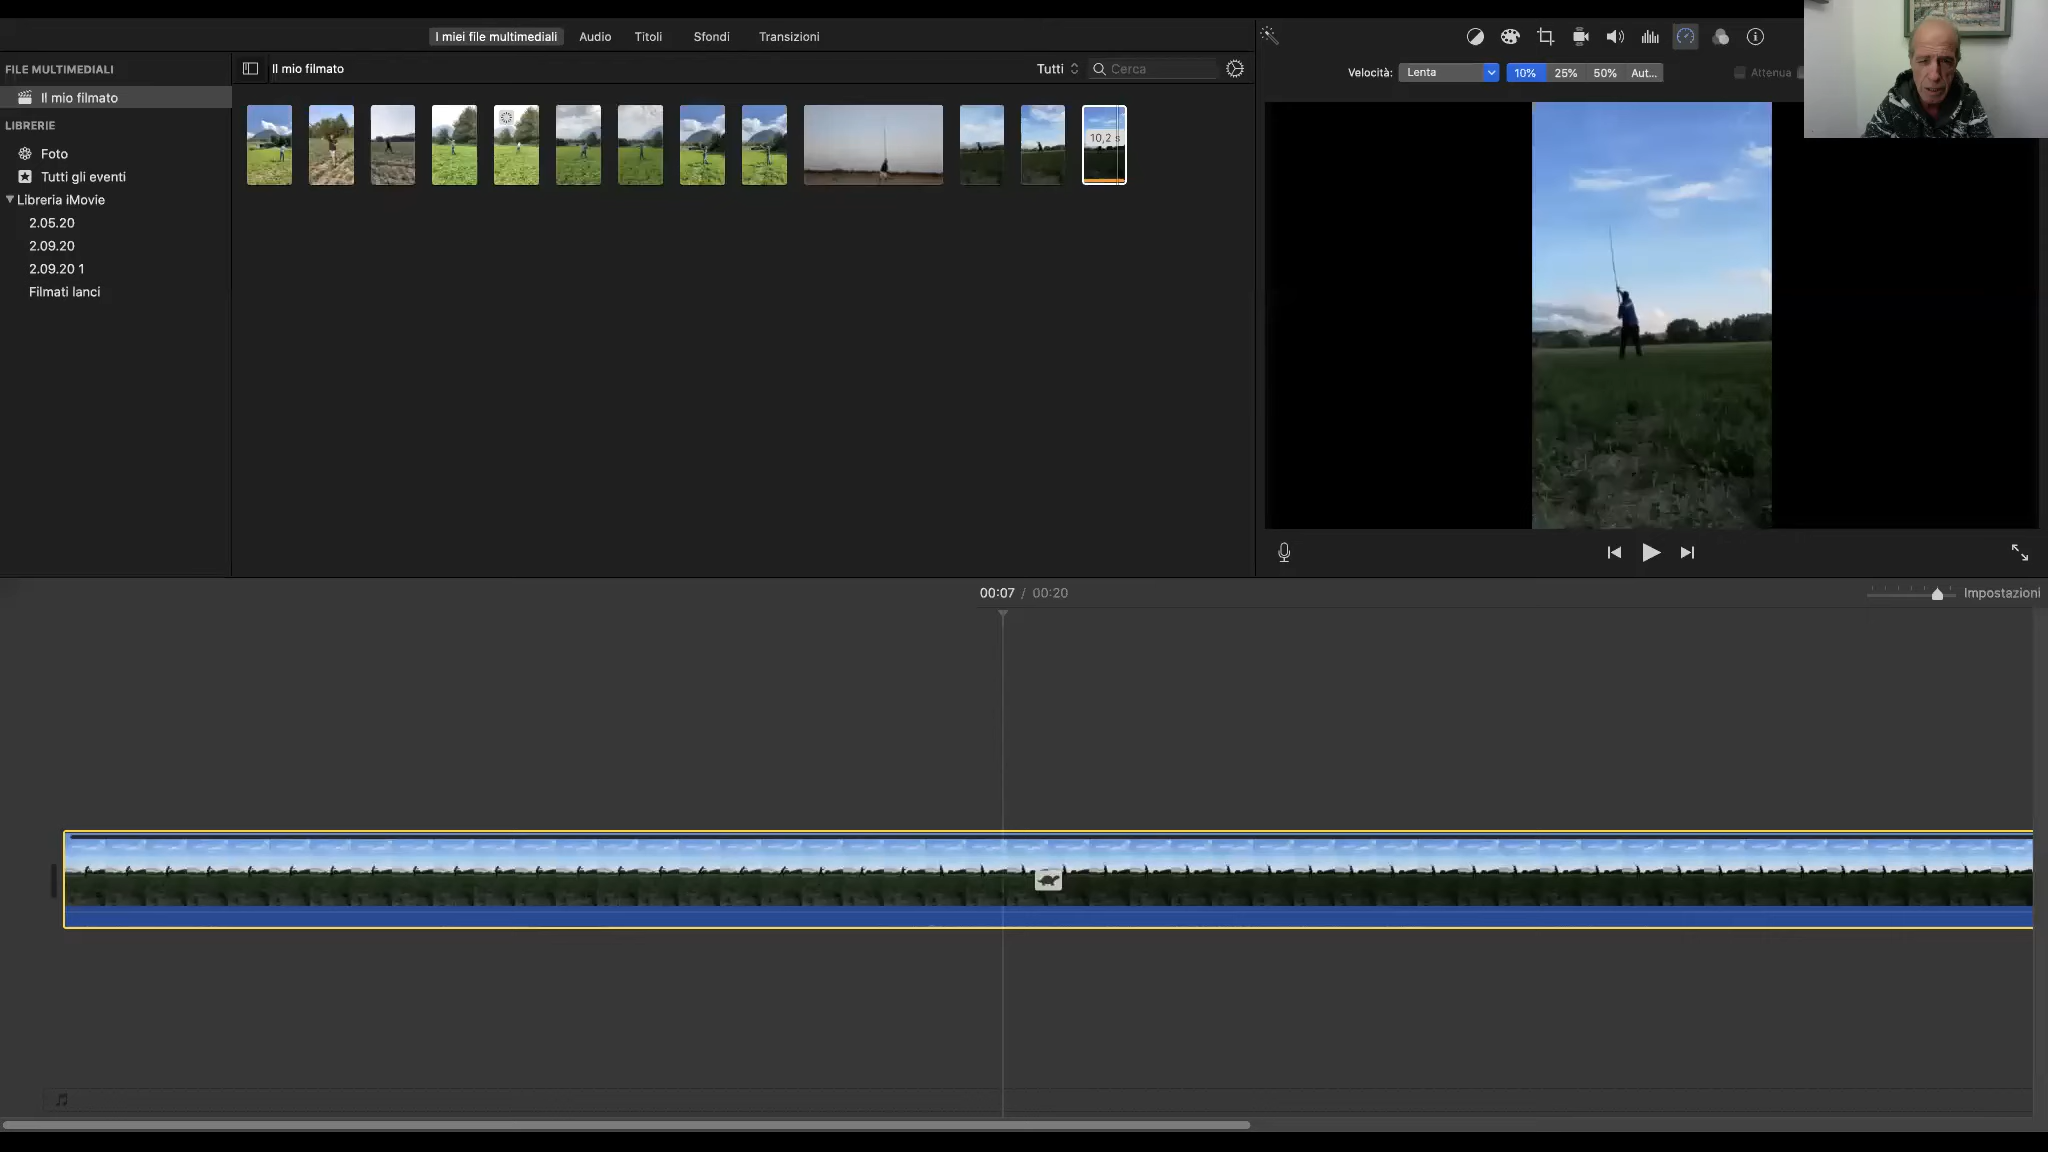 I miei file multimediali Audio Titoli Sfondi Transizioni
FILE MULTIMEDIALI
Il mio filmato
Tutti
Cerca
Velocità:
Lenta
10%
25%
50%
Aut...
Attenua
Il mio filmato
LIBRERIE
Foto
Tutti gli eventi
Libreria iMovie
2.05.20
2.09.20
2.09.20 1
Filmati lanci
10,2 s
00:07 / 00:20
Impostazioni